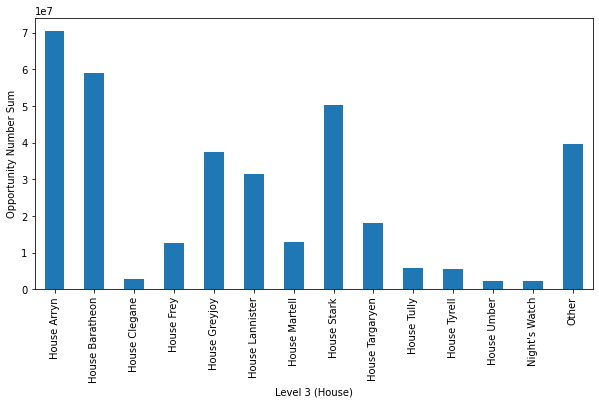 1e7
7
6
5
4
3
2
1
0
Opportunity Number Sum
House Arryn
House Baratheon
House Clegane
House Frey
House Greyjoy
House Lannister
House Martell
House Stark
House Targaryen
House Tully
House Tyrell
House Umber
Night's Watch
Other
Level 3 (House)